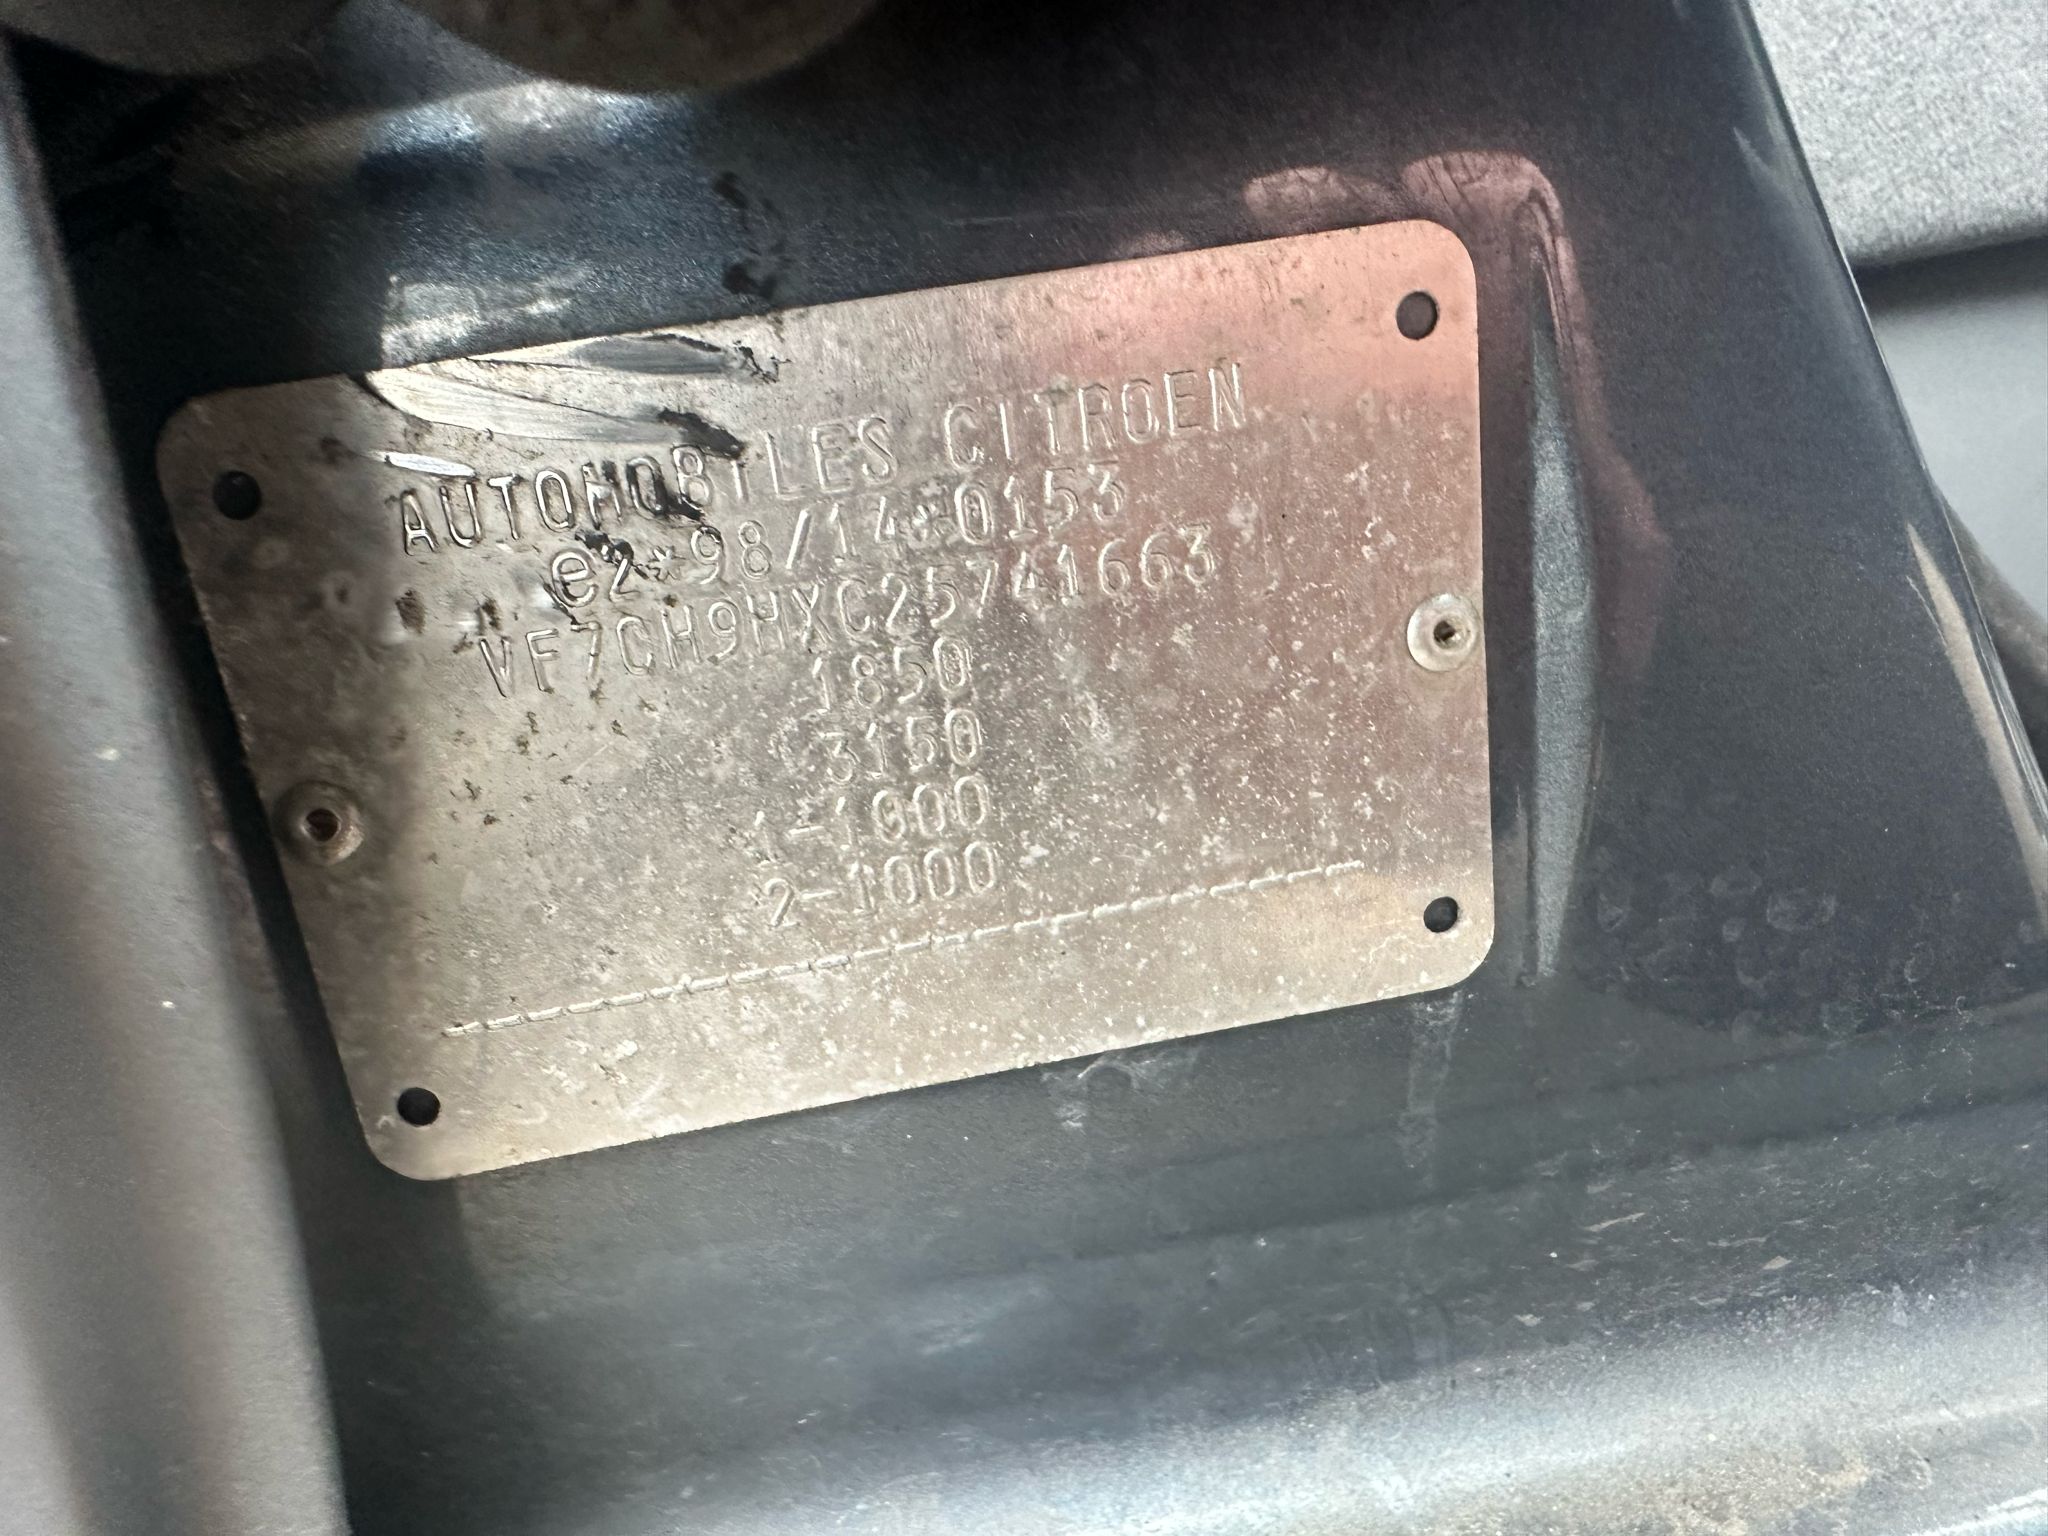 AUTOMOBILES CITROEN
e2*98/14*0153
VF7CH9HXC25741663
1850
3150
1-1000
2-1000